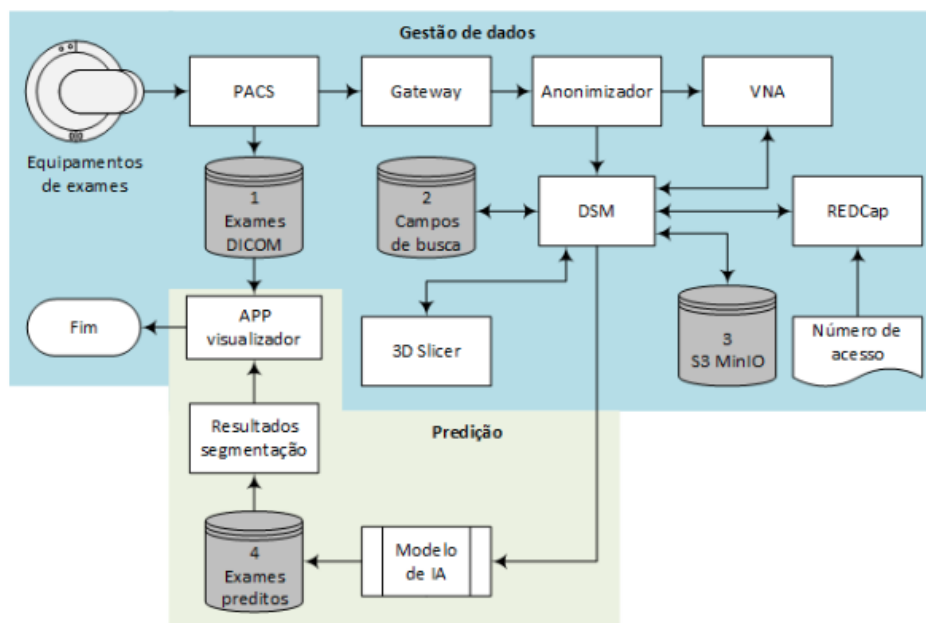 Gestão de dados
PACS
Gateway
Anonimizador
VNA
Equipamentos
de exames
1
Exames
DICOM
2
Campos
de busca
DSM
REDCap
Fim
APP
visualizador
3D Slicer
3
S3 MinIO
Número de
acesso
Resultados
segmentação
Predição
4
Exames
preditos
Modelo
de IA